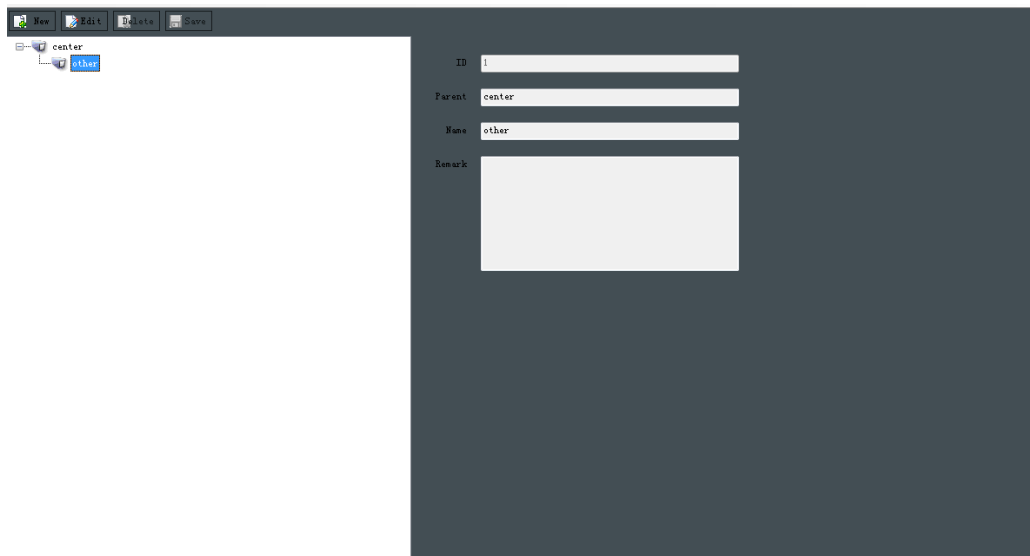 New Edit Delete Save
center
other
ID 1
Parent center
Name other
Remark